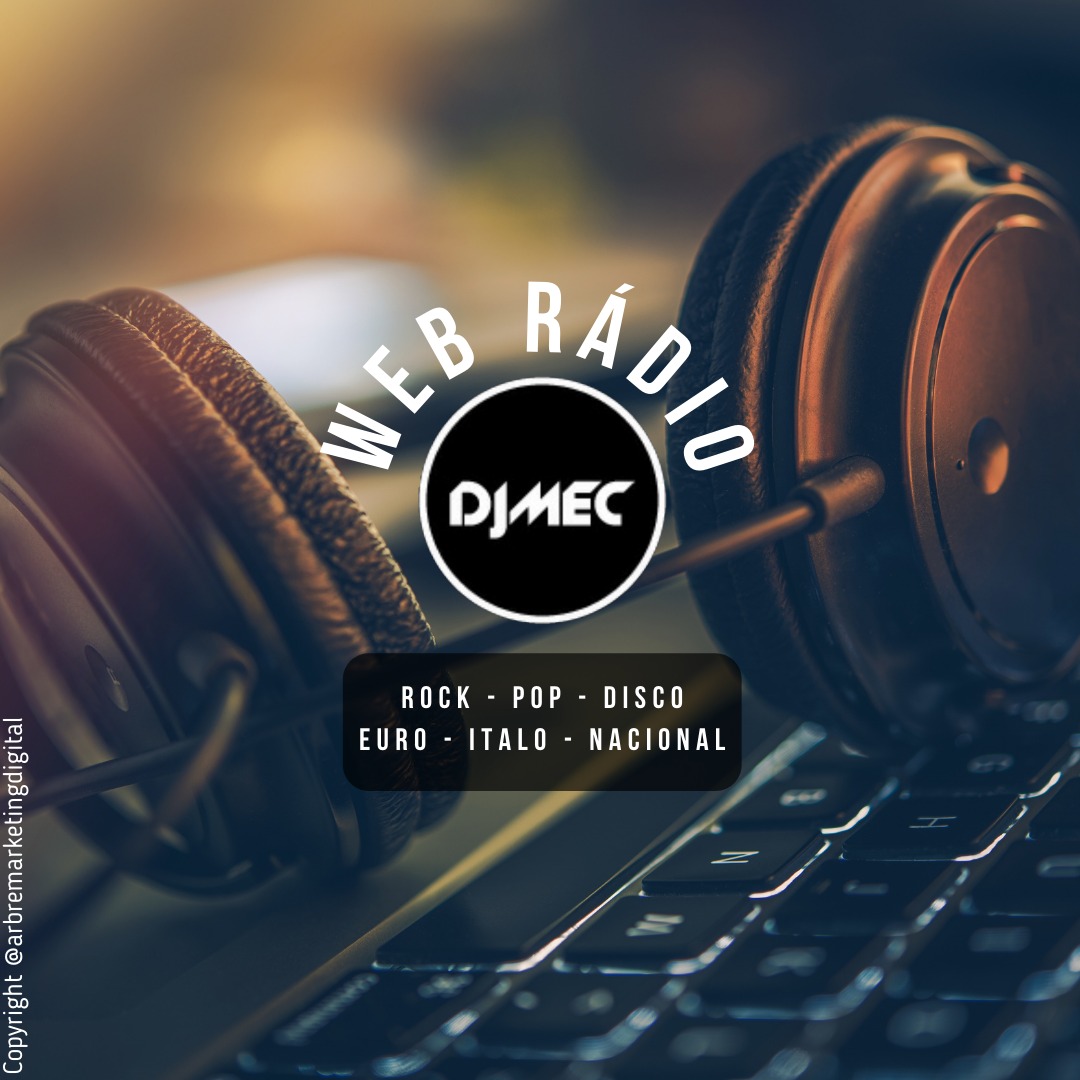 WEB RÁDIO
DJMEC
ROCK - POP - DISCO
EURO - ITALO - NACIONAL
Copyright @arbremarketingdigital
B
H
N
M